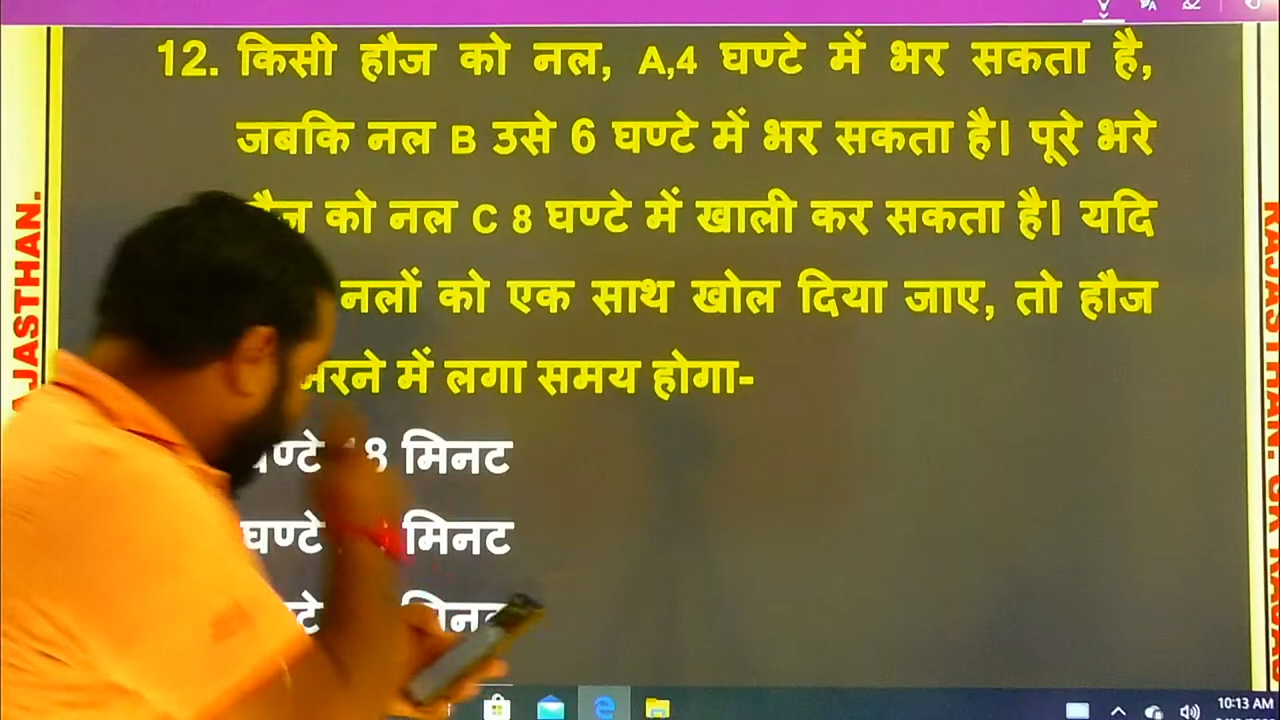 12. किसी हौज को नल, A,4 घण्टे में भर सकता है,
जबकि नल B उसे 6 घण्टे में भर सकता है। पूरे भरे
को नल C 8 घण्टे में खाली कर सकता है। यदि
नलों को एक साथ खोल दिया जाए, तो हौज
में लगा समय होगा-
मिनट
घण्टे मिनट
RAJASTHAN.
10:13 AM